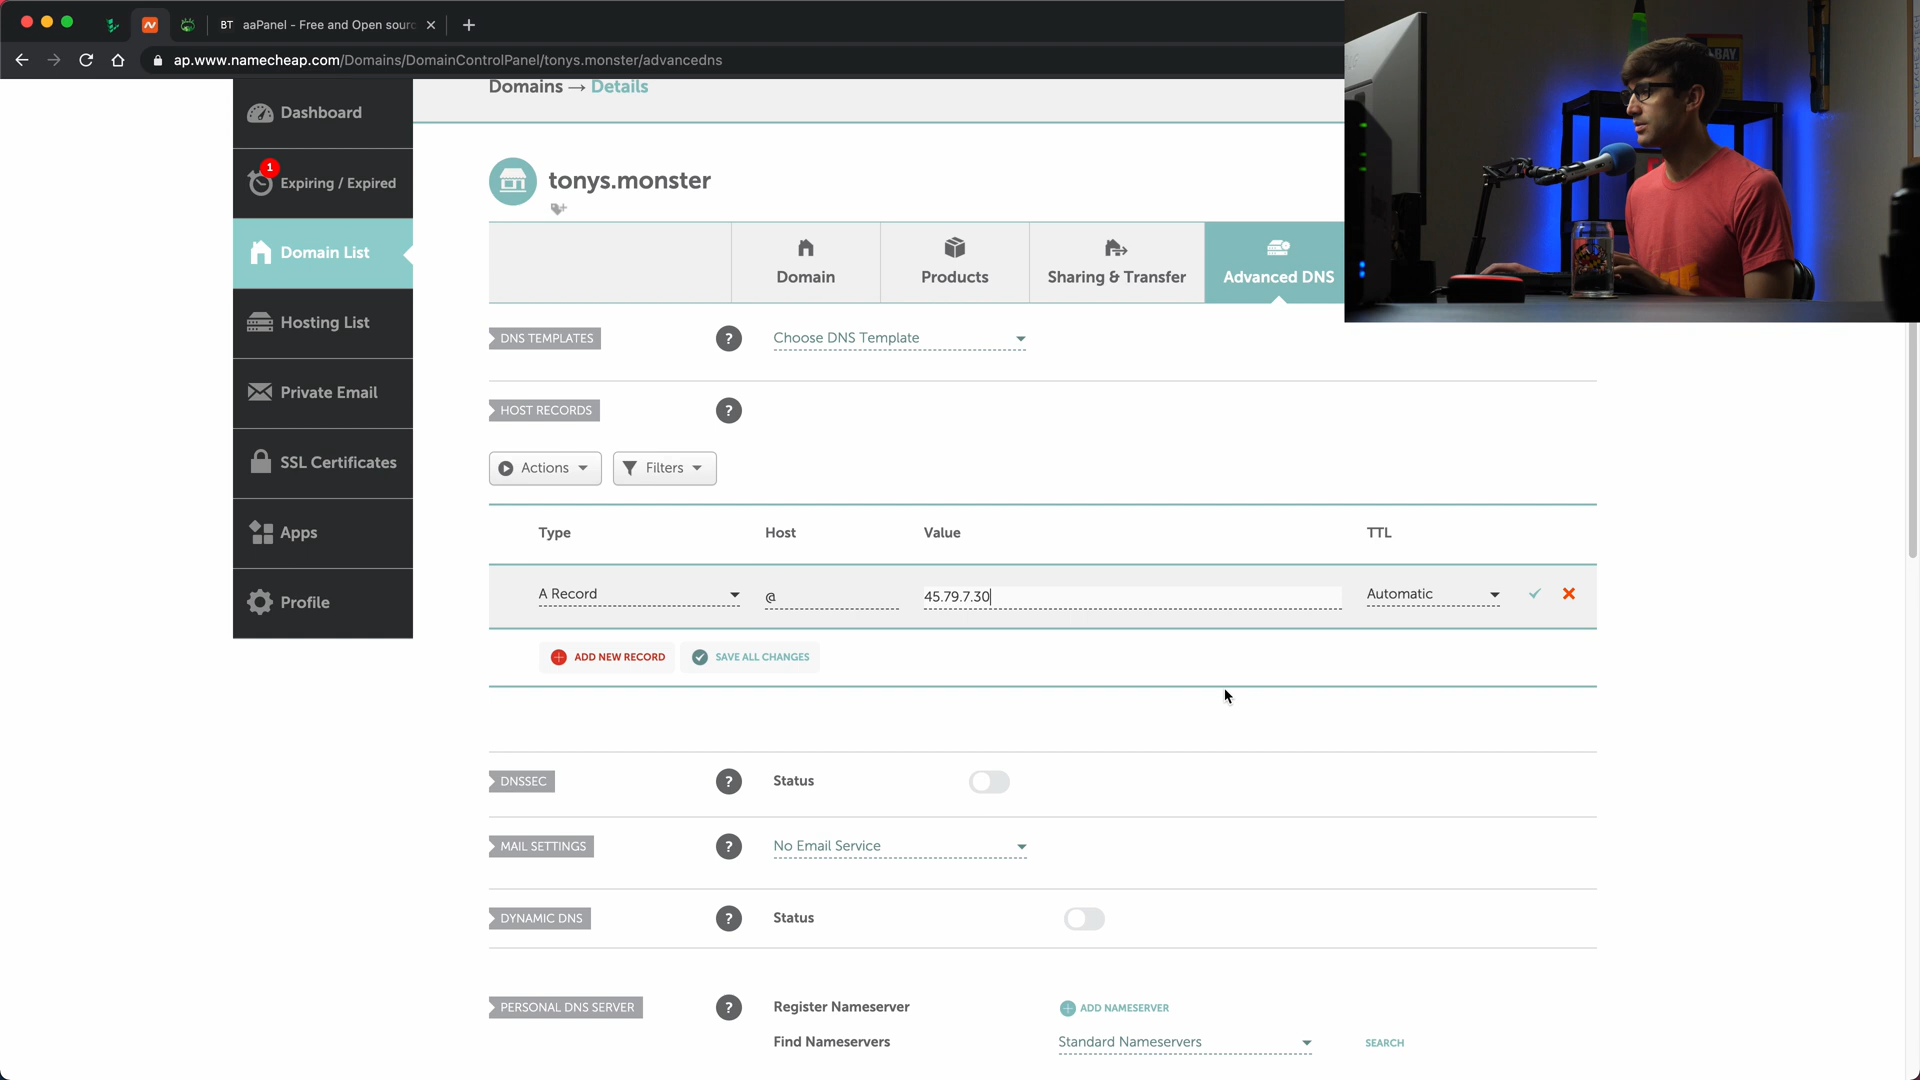 BT aaPanel - Free and Open sour
ap.www.namecheap.com/Domains/DomainControlPanel/tonys.monster/advanceddns
Domains → Details
Dashboard
1
Expiring / Expired
Domain List
Hosting List
Private Email
SSL Certificates
Apps
Profile
tonys.monster
Domain
Products
Sharing & Transfer
Advanced DNS
DNS TEMPLATES
?
Choose DNS Template
HOST RECORDS
?
Actions
Filters
Type Host Value TTL
A Record @ 45.79.7.30 Automatic
ADD NEW RECORD SAVE ALL CHANGES
DNSSEC ? Status
MAIL SETTINGS ? No Email Service
DYNAMIC DNS ? Status
PERSONAL DNS SERVER ? Register Nameserver ADD NAMESERVER
Find Nameservers Standard Nameservers SEARCH
BAY